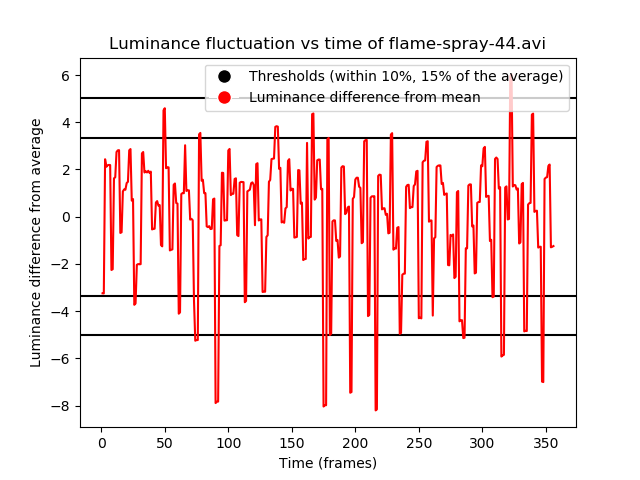 Luminance fluctuation vs time of flame-spray-44.avi
Thresholds (within 10%, 15% of the average)
Luminance difference from mean
Luminance difference from average
6
4
2
0
−2
−4
−6
−8
0 50 100 150 200 250 300 350
Time (frames)